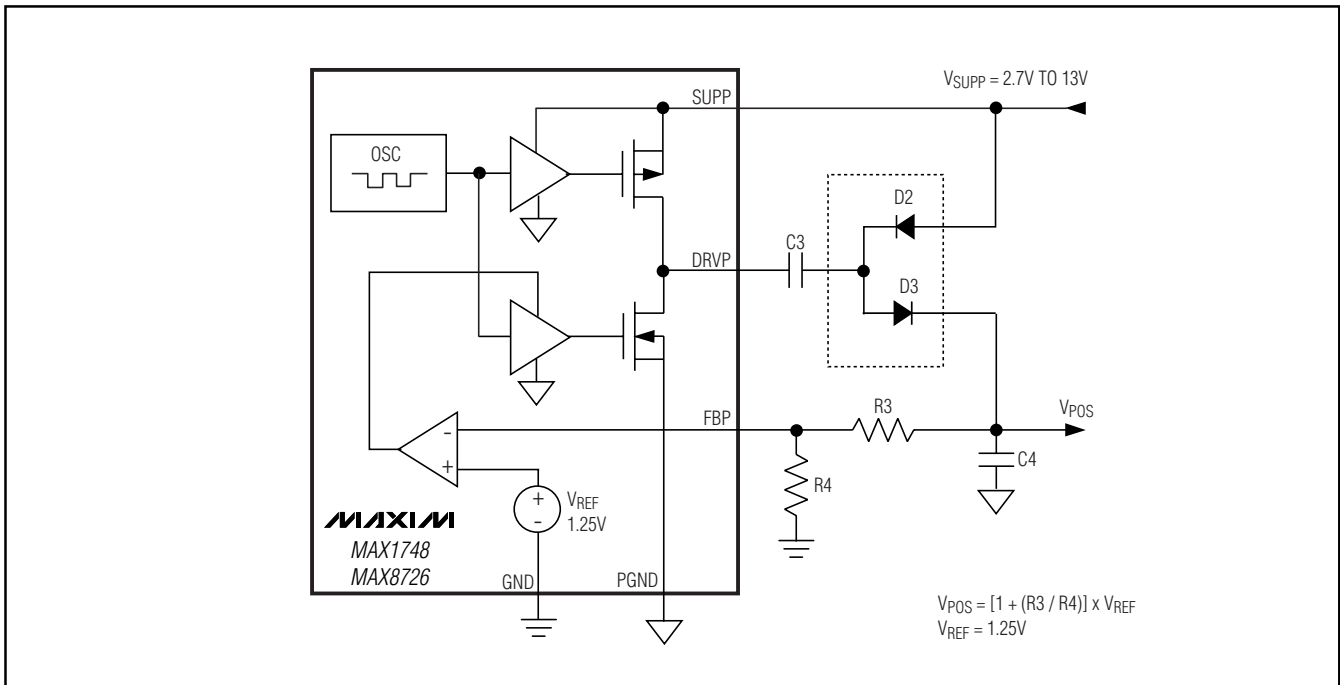 V_SUPP = 2.7V TO 13V
SUPP
OSC
D2
C3
DRVP
D3
FBP
R3
V_POS
-
+
R4
C4
+
-
V_REF
1.25V
MAXIM
MAX1748
MAX8726
GND
PGND
V_POS = [1 + (R3 / R4)] x V_REF
V_REF = 1.25V